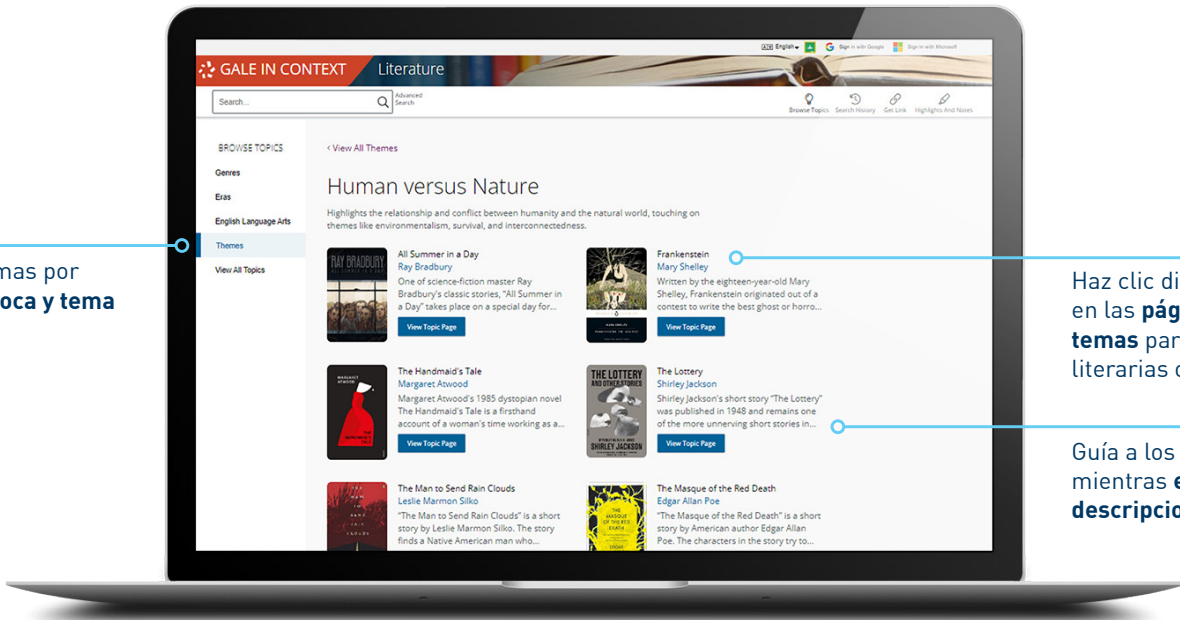 English
Sign in with Google
Sign in with Microsoft
GALE IN CONTEXT
Literature
Search...
Advanced
Search
Browse Topics
Search History
Get Link
Highlights And Notes
BROWSE TOPICS
Genres
Eras
English Language Arts
Themes
View All Topics
< View All Themes
Human versus Nature
Highlights the relationship and conflict between humanity and the natural world, touching on
themes like environmentalism, survival, and interconnectedness.
RAY BRADBURY
All Summer in a Day
Ray Bradbury
One of science-fiction master Ray
Bradbury's classic stories, "All Summer in
a Day" takes place on a special day for...
View Topic Page
Frankenstein
Mary Shelley
Written by the eighteen-year-old Mary
Shelley, Frankenstein originated out of a
contest to write the best ghost or horro...
View Topic Page
MARGARET
ATWOOD
The Handmaid's Tale
Margaret Atwood
Margaret Atwood's 1985 dystopian novel
The Handmaid's Tale is a firsthand
account of a woman's time working as a...
View Topic Page
THE LOTTERY
AND OTHER STORIES
SHIRLEY JACKSON
The Lottery
Shirley Jackson
Shirley Jackson's short story "The Lottery"
was published in 1948 and remains one
of the more unnerving short stories in...
View Topic Page
The Man to Send Rain Clouds
Leslie Marmon Silko
"The Man to Send Rain Clouds" is a short
story by Leslie Marmon Silko. The story
finds a Native American man who...
THE
MASQUE
OF THE RED
DEATH
The Masque of the Red Death
Edgar Allan Poe
"The Masque of the Red Death" is a short
story by American author Edgar Allan
Poe. The characters in the story try to...
mas por
oca y tema
Haz clic di
en las pág
temas par
literarias
Guía a los
mientras e
descripcio